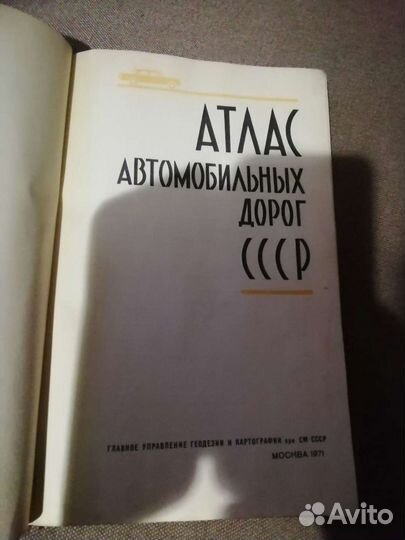 АТЛАС
АВТОМОБИЛЬНЫХ
ДОРОГ
СССР
ГЛАВНОЕ УПРАВЛЕНИЕ ГЕОДЕЗИИ И КАРТОГРАФИИ при СМ СССР
МОСКВА 1971
Avito